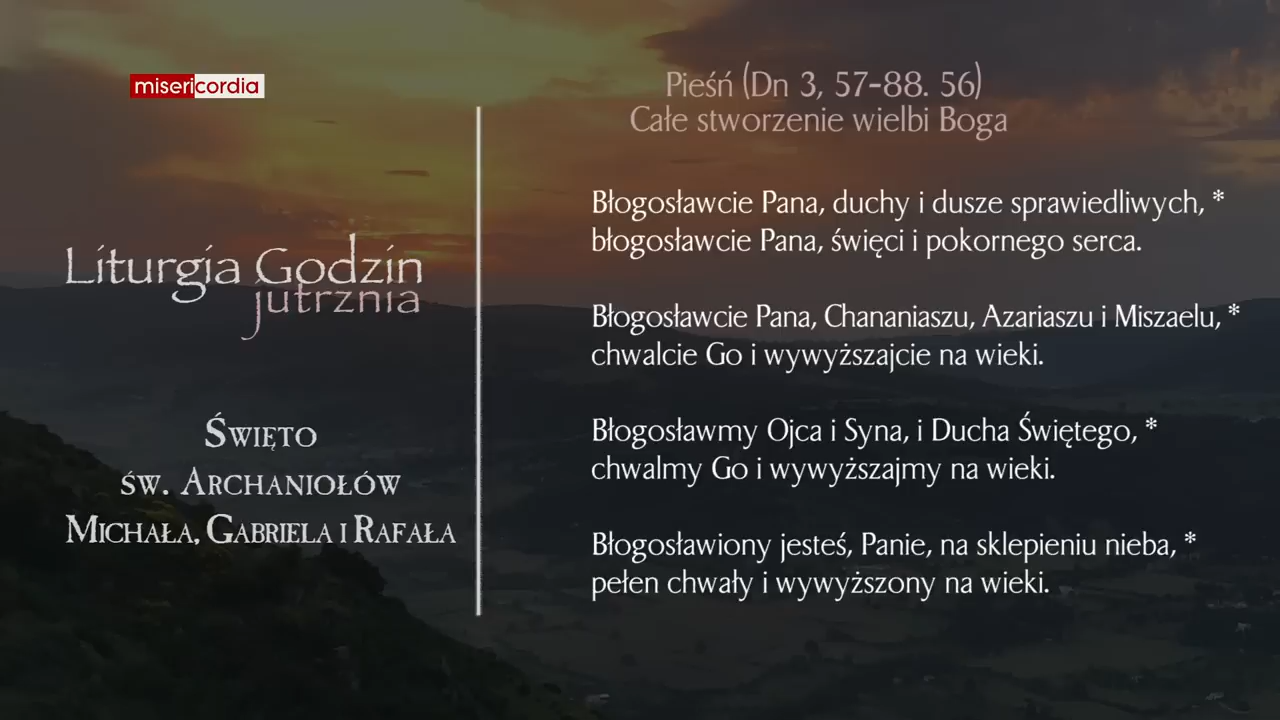 misericordia
Liturgia Godzin
jutrznia
Święto
św. Archaniołów
Michała, Gabriela i Rafała
Pieśń (Dn 3, 57-88. 56)
Całe stworzenie wielbi Boga
Błogosławcie Pana, duchy i dusze sprawiedliwych, *
błogosławcie Pana, święci i pokornego serca.
Błogosławcie Pana, Chananiaszu, Azariaszu i Miszaelu, *
chwalcie Go i wywyższajcie na wieki.
Błogosławmy Ojca i Syna, i Ducha Świętego, *
chwalmy Go i wywyższajmy na wieki.
Błogosławiony jesteś, Panie, na sklepieniu nieba, *
pełen chwały i wywyższony na wieki.